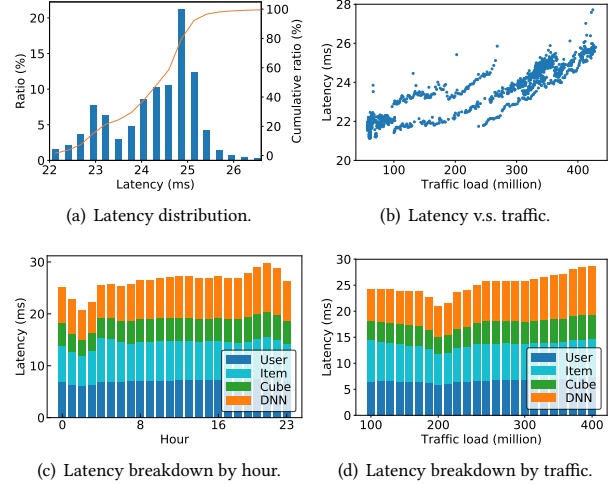 20
15
10
5
0
Ratio (%)
22 23 24 25 26
Latency (ms)
100
80
60
40
20
0
Cumulative ratio (%)
(a) Latency distribution.
28
26
24
22
20
Latency (ms)
100 200 300 400
Traffic load (million)
(b) Latency v.s. traffic.
30
20
10
0
Latency (ms)
0 8 16 23
Hour
User
Item
Cube
DNN
(c) Latency breakdown by hour.
30
25
20
15
10
5
0
Latency (ms)
100 200 300 400
Traffic load (million)
User
Item
Cube
DNN
(d) Latency breakdown by traffic.